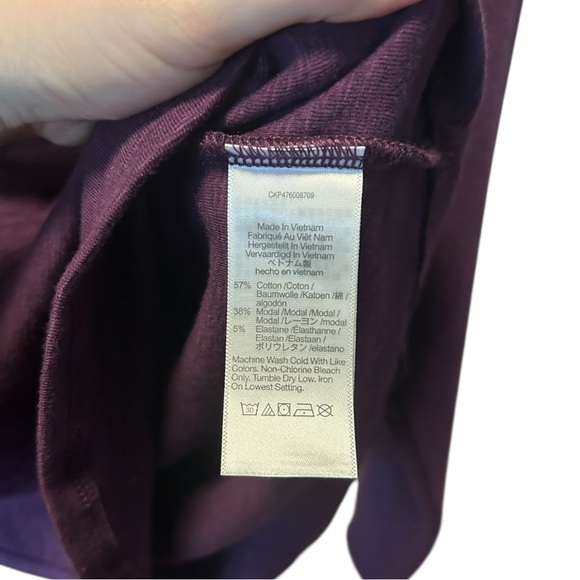 CKP476008709
Made In Vietnam
Fabriqué Au Viêt Nam
Hergestellt In Vietnam
Vervaardigd In Vietnam
ベトナム製
hecho en vietnam
57% Cotton /Coton /
Baumwolle /Katoen /綿 /
algodón
38% Modal /Modal /Modal /
Modal /レーヨン /modal
5% Elastane /Élasthanne /
Elastan /Elastaan /
ポリウレタン /elastano
Machine Wash Cold With Like
Colors. Non-Chlorine Bleach
Only. Tumble Dry Low. Iron
On Lowest Setting.
30